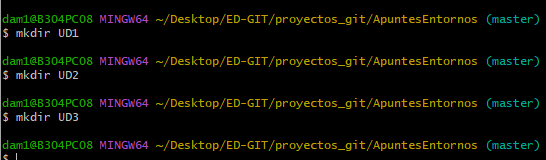 dam1@B304PC08 MINGW64 ~/Desktop/ED-GIT/proyectos_git/ApuntesEntornos (master)
$ mkdir UD1
dam1@B304PC08 MINGW64 ~/Desktop/ED-GIT/proyectos_git/ApuntesEntornos (master)
$ mkdir UD2
dam1@B304PC08 MINGW64 ~/Desktop/ED-GIT/proyectos_git/ApuntesEntornos (master)
$ mkdir UD3
dam1@B304PC08 MINGW64 ~/Desktop/ED-GIT/proyectos_git/ApuntesEntornos (master)
$